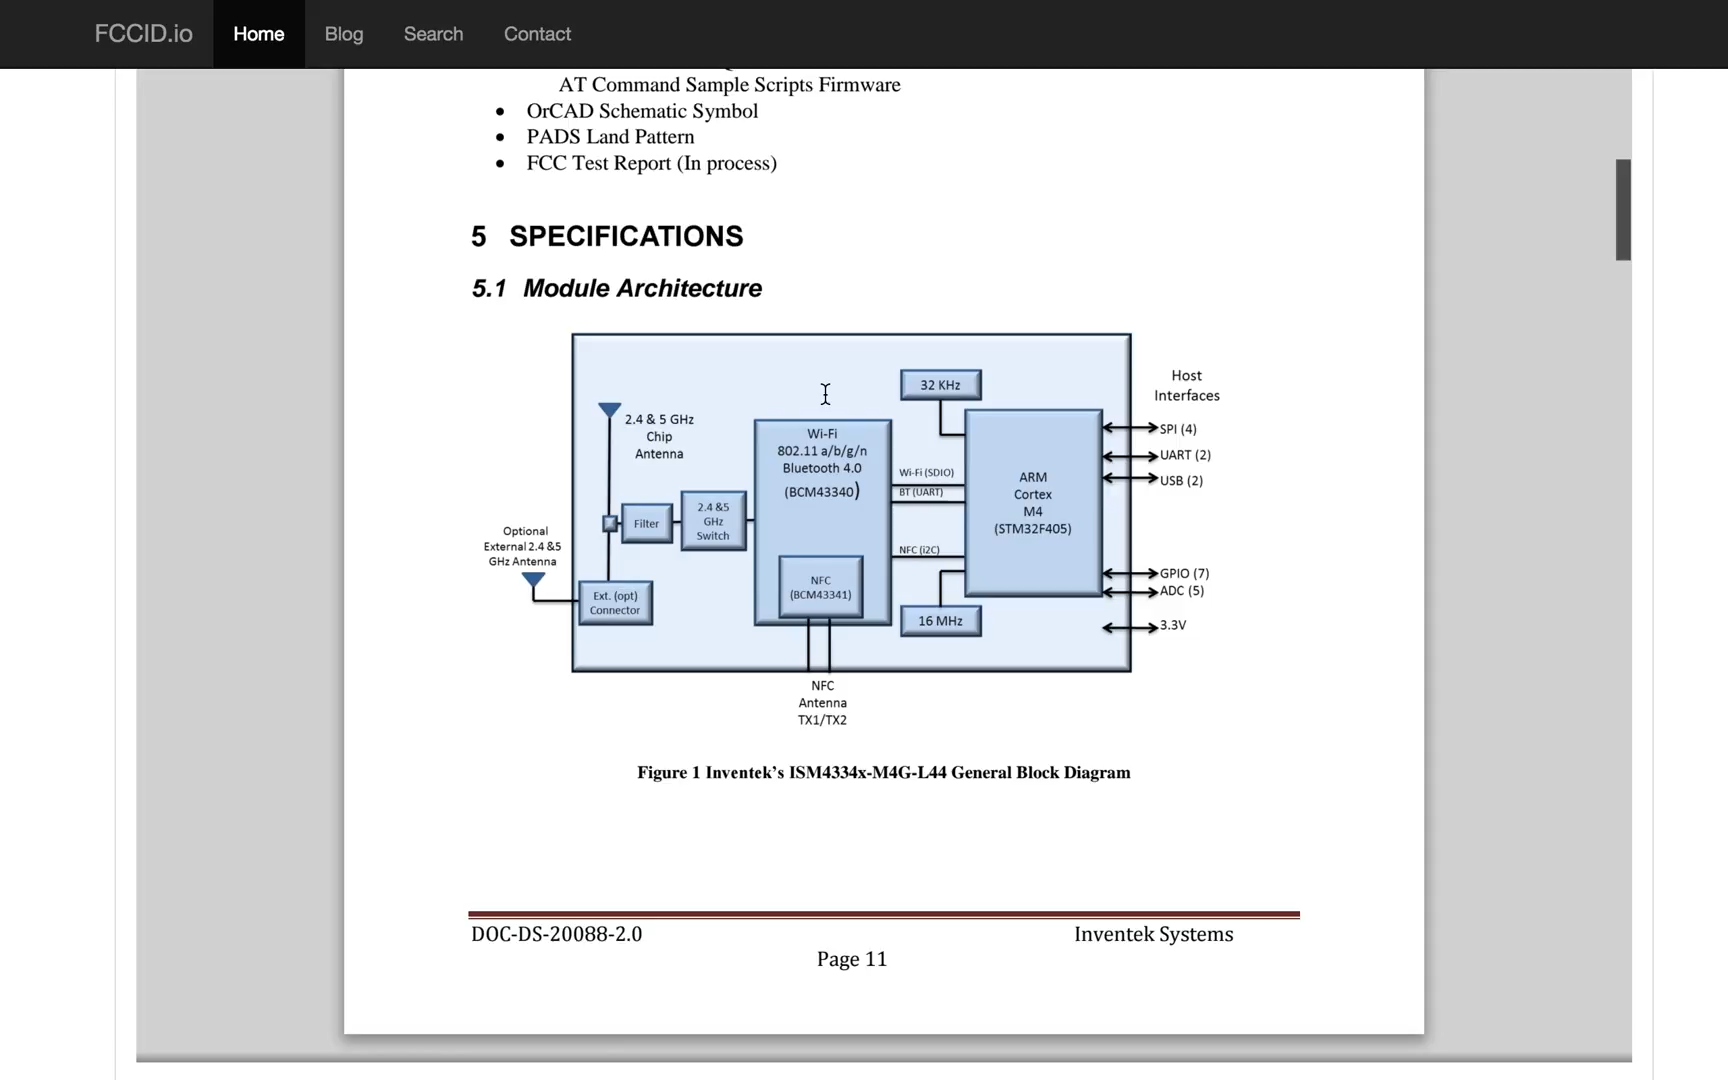 FCCID.io Home Blog Search Contact
AT Command Sample Scripts Firmware
• OrCAD Schematic Symbol
• PADS Land Pattern
• FCC Test Report (In process)
5 SPECIFICATIONS
5.1 Module Architecture
2.4 & 5 GHz
Chip
Antenna
Optional
External 2.4 &5
GHz Antenna
Ext. (opt)
Connector
Filter
2.4 &5
GHz
Switch
Wi-Fi
802.11 a/b/g/n
Bluetooth 4.0
(BCM43340)
NFC
(BCM43341)
NFC
Antenna
TX1/TX2
32 KHz
Wi-Fi (SDIO)
BT (UART)
NFC (i2C)
16 MHz
ARM
Cortex
M4
(STM32F405)
Host
Interfaces
SPI (4)
UART (2)
USB (2)
GPIO (7)
ADC (5)
3.3V
Figure 1 Inventek's ISM4334x-M4G-L44 General Block Diagram
DOC-DS-20088-2.0 Inventek Systems
Page 11